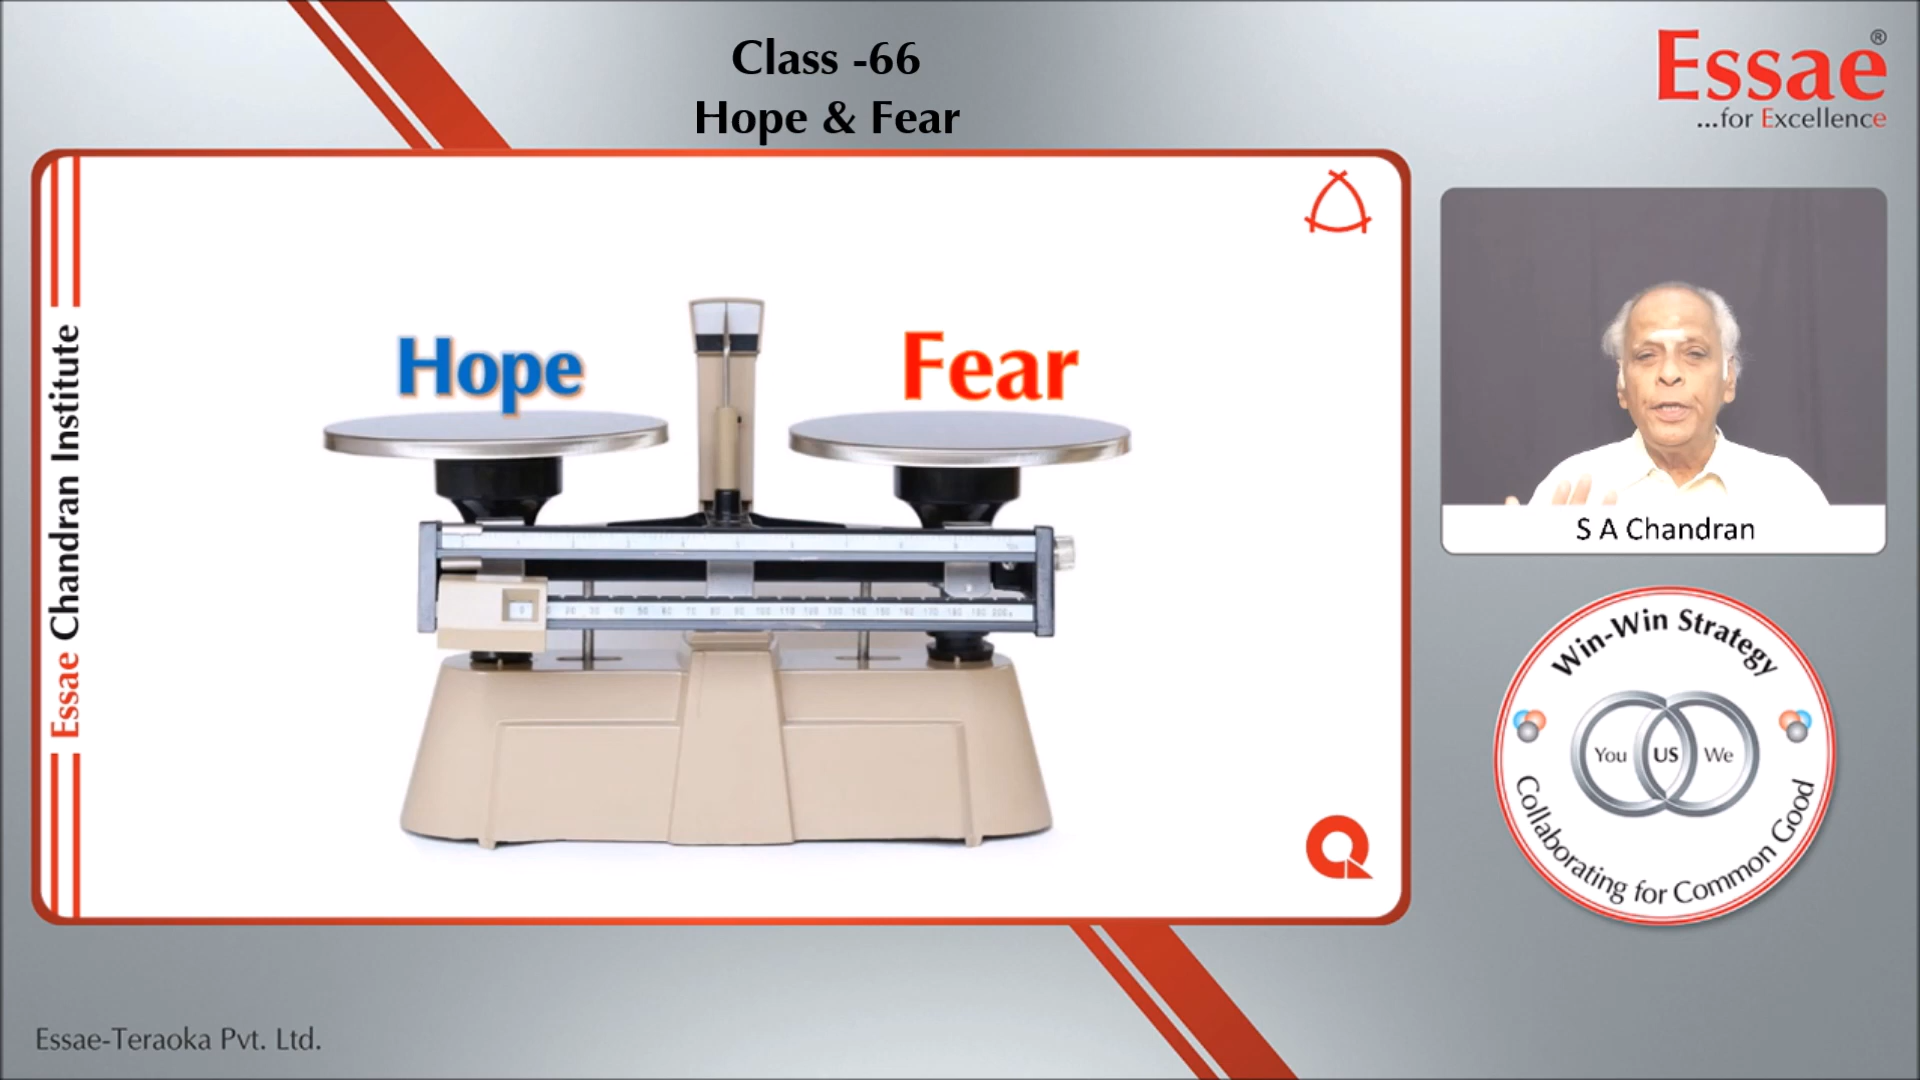 Class -66
Hope & Fear
Essae®
...for Excellence
Essae Chandran Institute
Hope
Fear
S A Chandran
Win-Win Strategy
You US We
Collaborating for Common Good
Essae-Teraoka Pvt. Ltd.